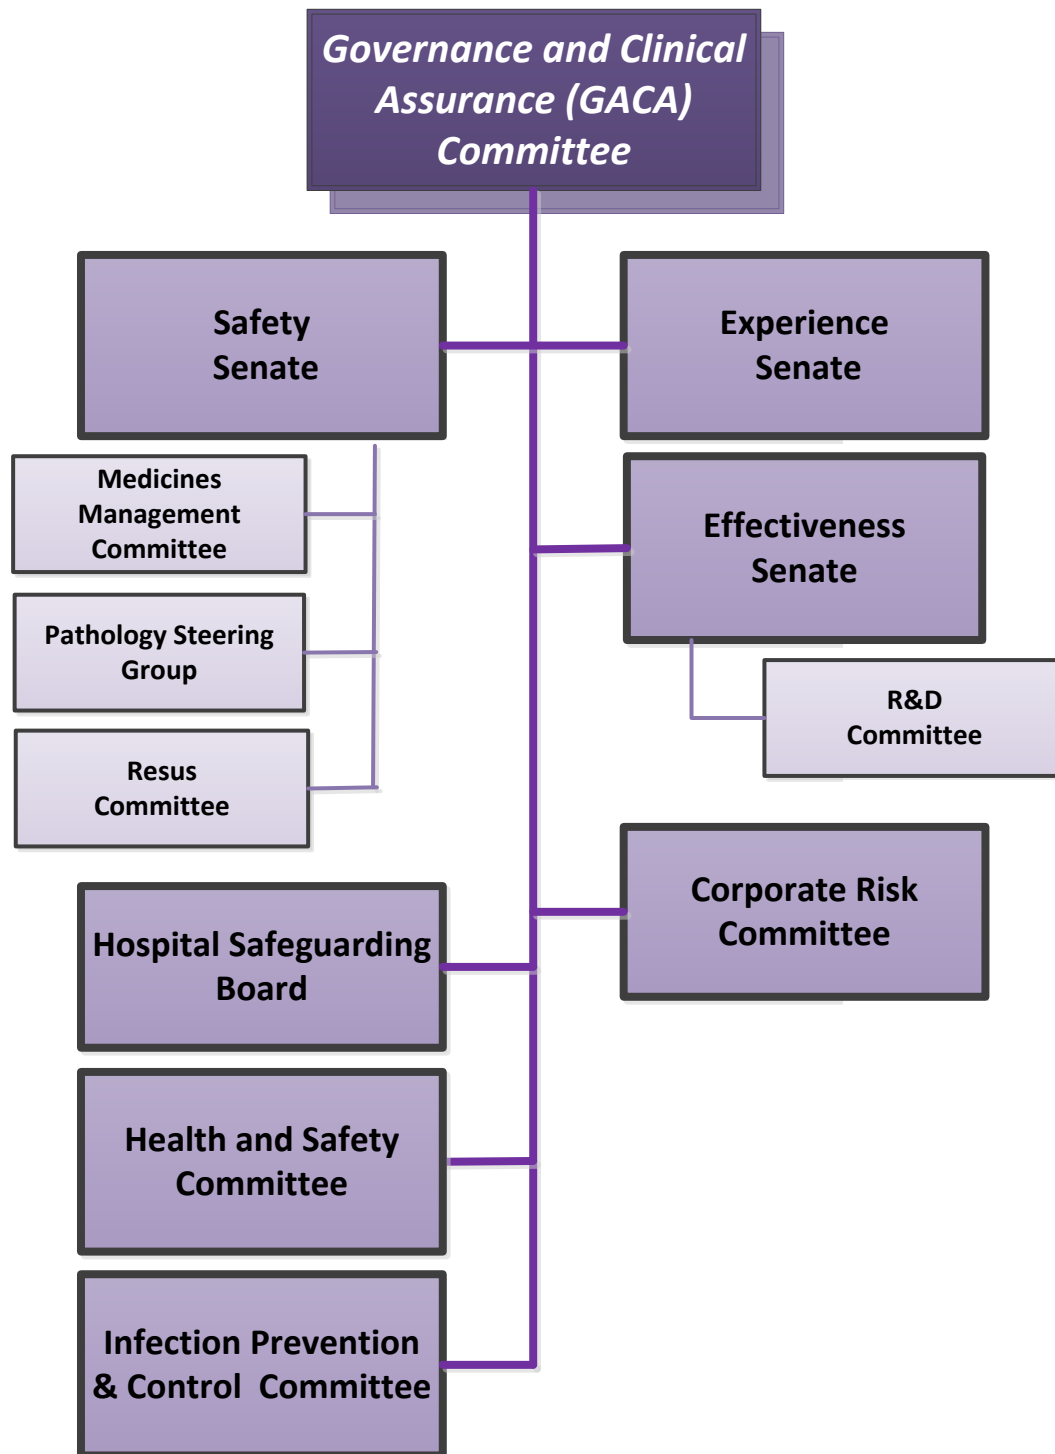 Governance and Clinical
Assurance (GACA)
Committee
Safety
Senate
Experience
Senate
Medicines
Management
Committee
Effectiveness
Senate
Pathology Steering
Group
R&D
Committee
Resus
Committee
Corporate Risk
Committee
Hospital Safeguarding
Board
Health and Safety
Committee
Infection Prevention
& Control  Committee